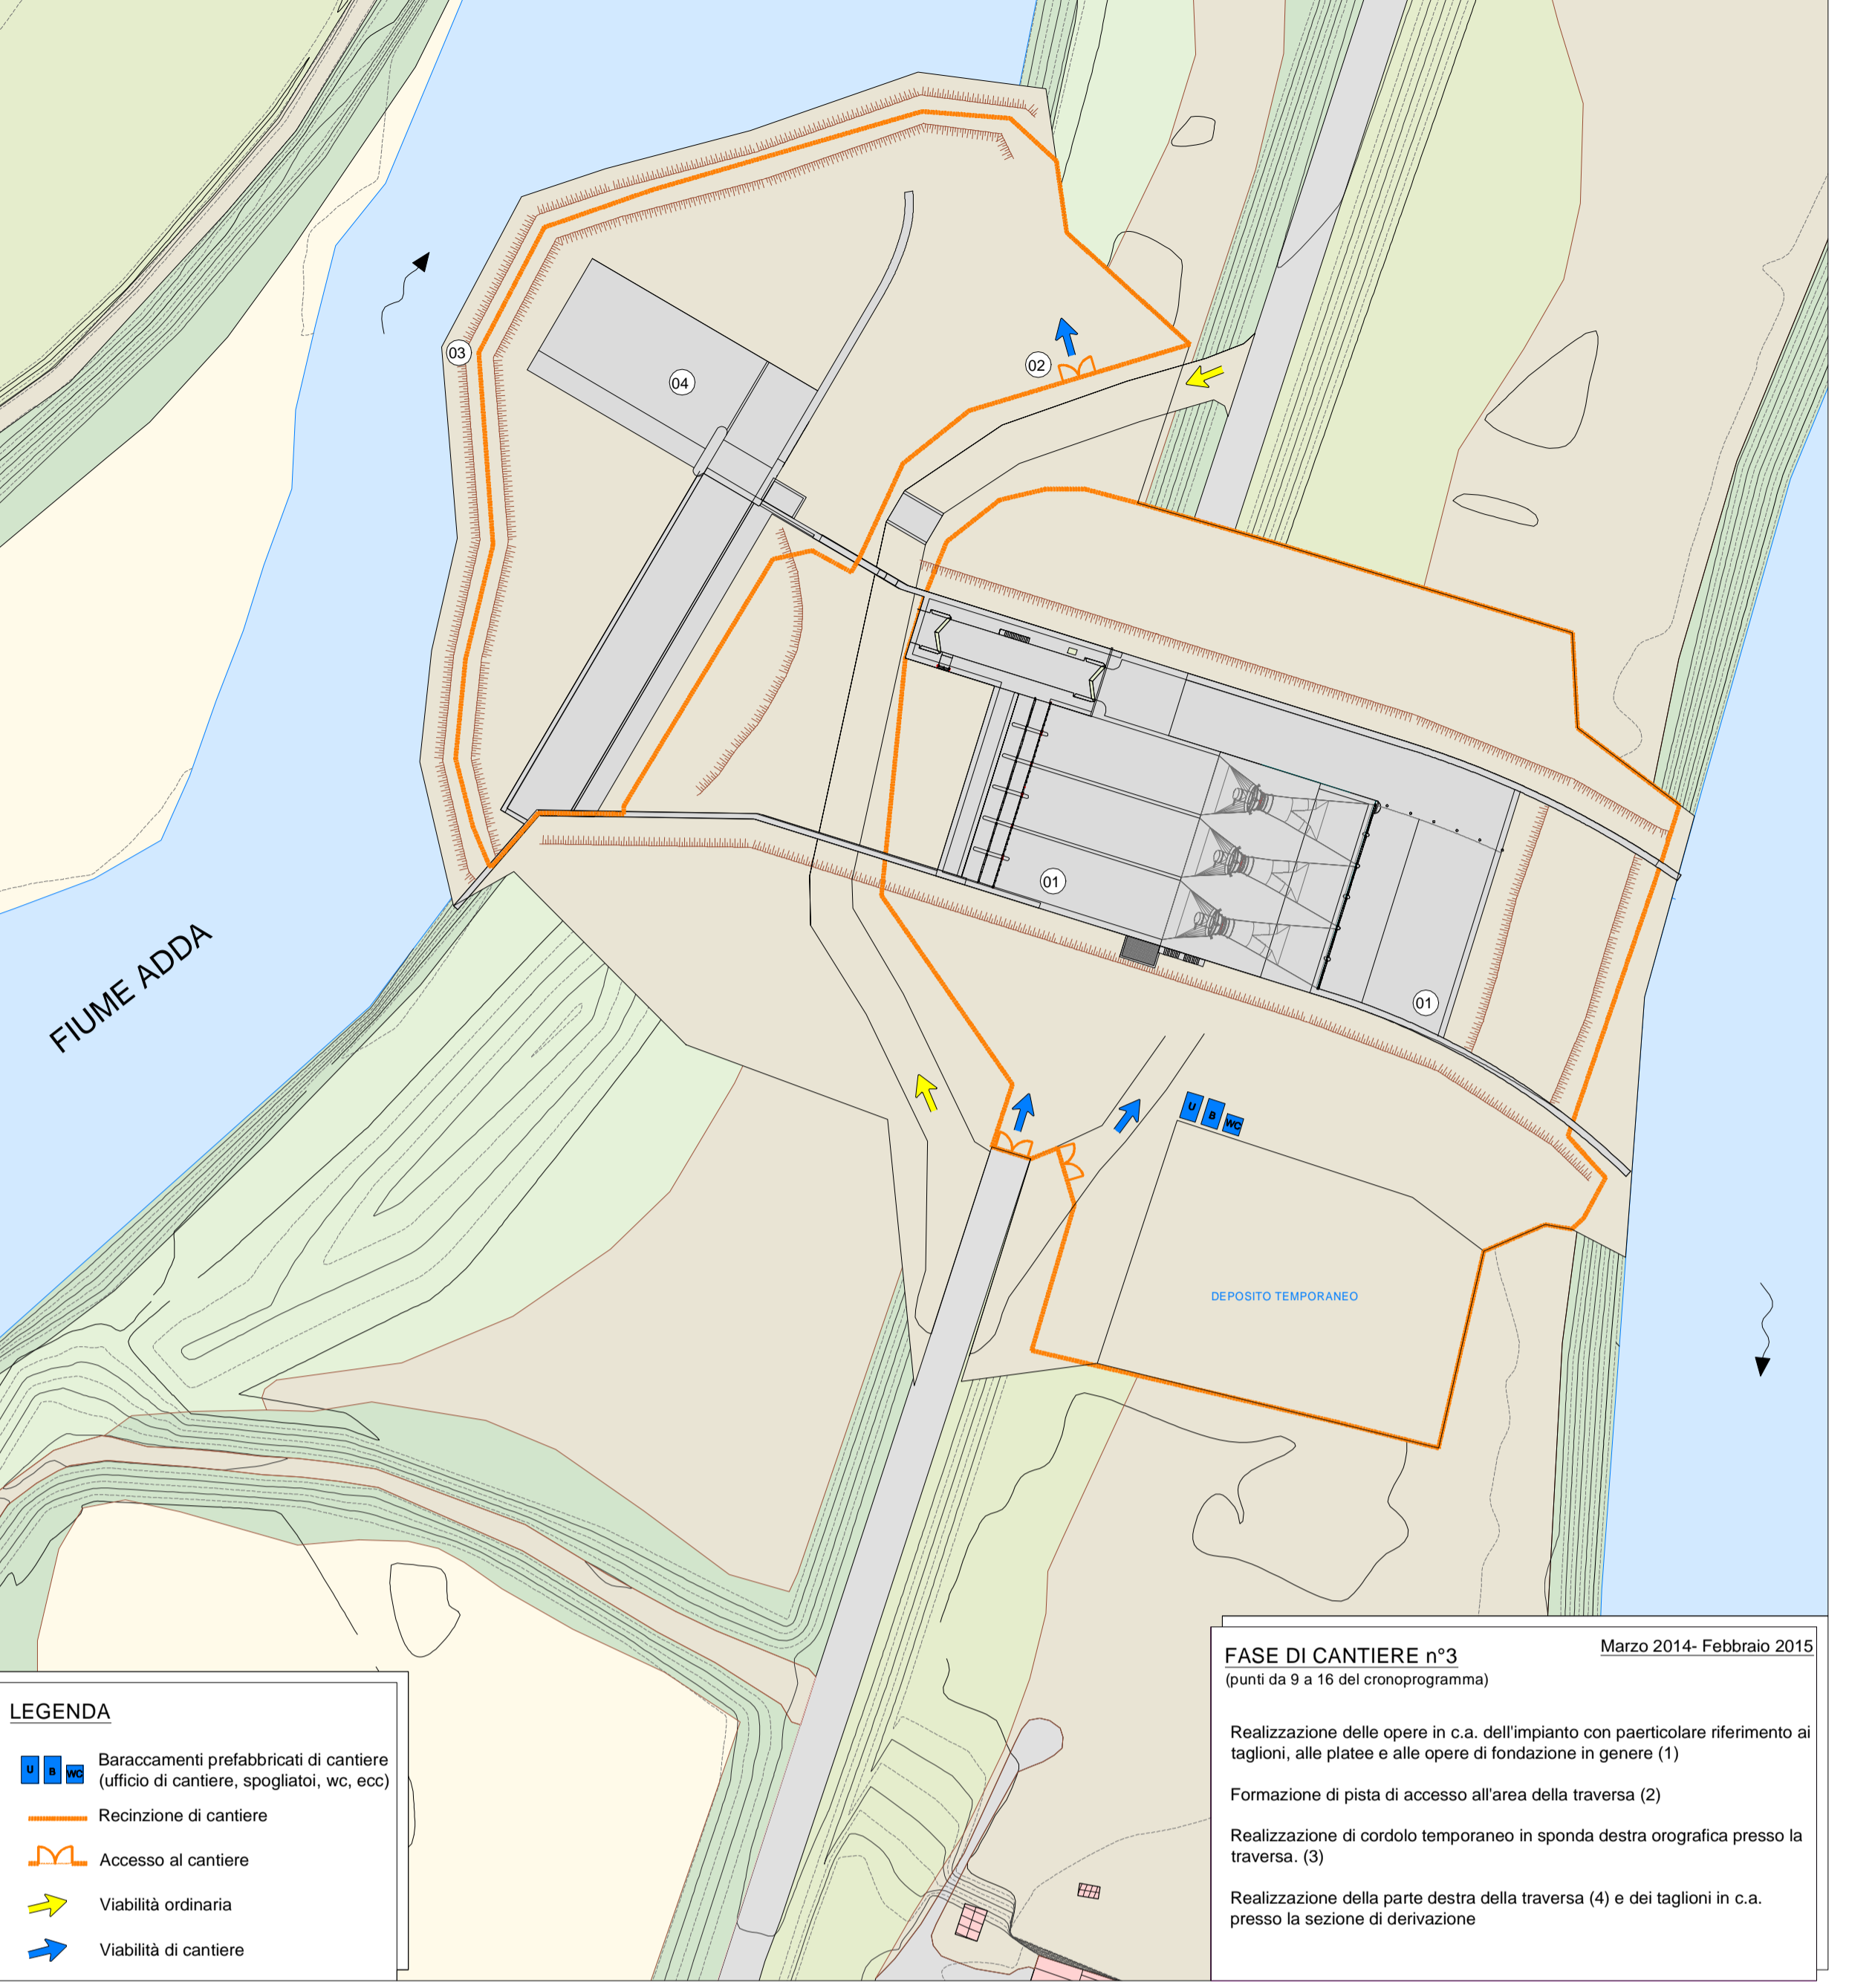 03
04
02
01
01
FIUME ADDA
U B WC
DEPOSITO TEMPORANEO
LEGENDA
U B WC
Baraccamenti prefabbricati di cantiere
(ufficio di cantiere, spogliatoi, wc, ecc)
Recinzione di cantiere
Accesso al cantiere
Viabilità ordinaria
Viabilità di cantiere
FASE DI CANTIERE n°3
Marzo 2014- Febbraio 2015
(punti da 9 a 16 del cronoprogramma)
Realizzazione delle opere in c.a. dell'impianto con paerticolare riferimento ai
taglioni, alle platee e alle opere di fondazione in genere (1)
Formazione di pista di accesso all'area della traversa (2)
Realizzazione di cordolo temporaneo in sponda destra orografica presso la
traversa. (3)
Realizzazione della parte destra della traversa (4) e dei taglioni in c.a.
presso la sezione di derivazione